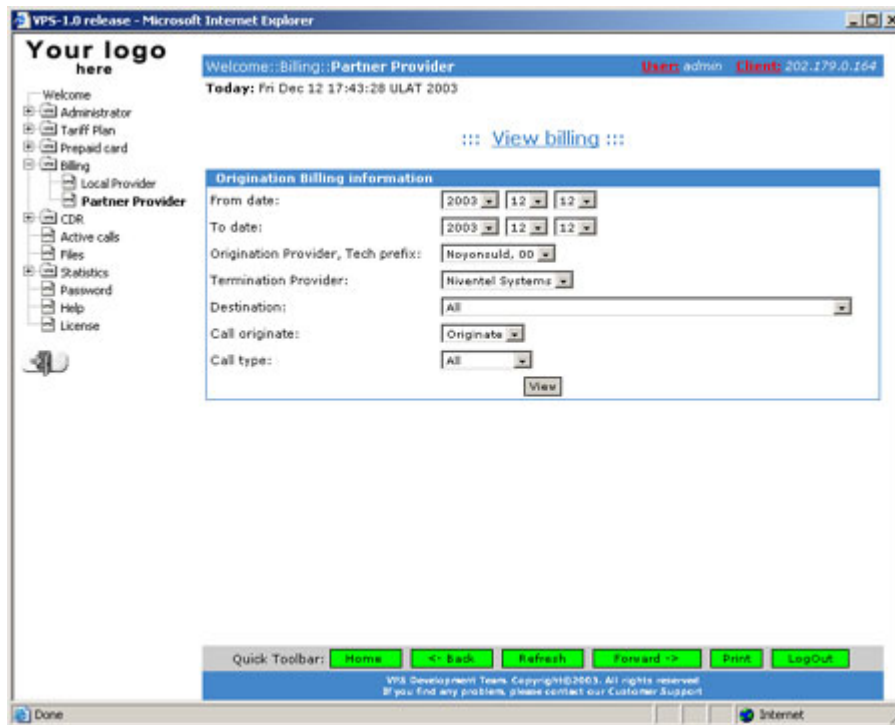 VPS-1.0 release - Microsoft Internet Explorer
Your logo
here
Welcome
Administrator
Tariff Plan
Prepaid card
Billing
Local Provider
Partner Provider
CDR
Active calls
Files
Statistics
Password
Help
License
Welcome::Billing::Partner Provider
User: admin Client: 202.179.0.164
Today: Fri Dec 12 17:43:28 ULAT 2003
::: View billing :::
Origination Billing information
From date: 2003 12 12
To date: 2003 12 12
Origination Provider, Tech prefix: Noyonsuld, 00
Termination Provider: Niventel Systems
Destination: All
Call originate: Originate
Call type: All
View
Quick Toolbar: Home <- Back Refresh Forward -> Print LogOut
VPS Development Team. Copyright©2003. All rights reserved
If you find any problem, please contact our Customer Support
Done
Internet